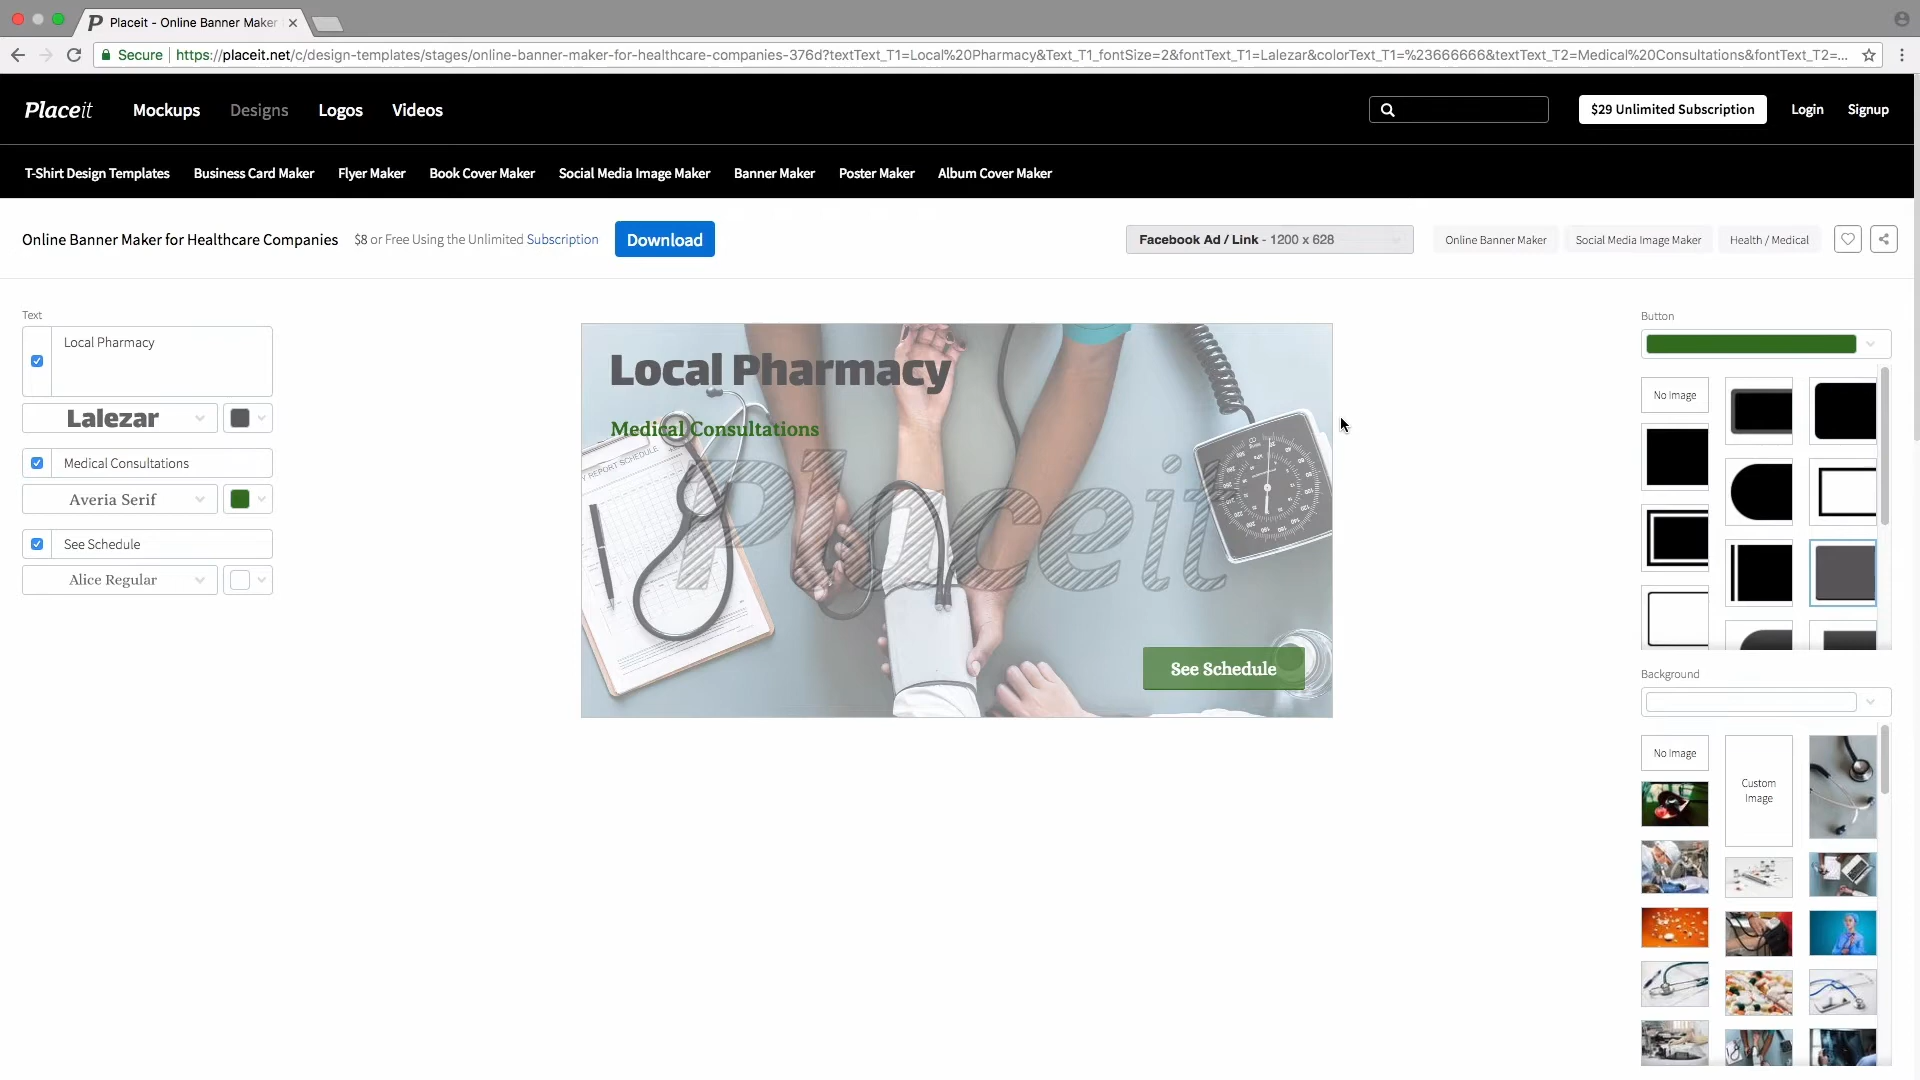 Placeit - Online Banner Maker
Secure https://placeit.net/c/design-templates/stages/online-banner-maker-for-healthcare-companies-376d?textText_T1=Local%20Pharmacy&Text_T1_fontSize=2&fontText_T1=Lalezar&colorText_T1=%23666666&textText_T2=Medical%20Consultations&fontText_T2=...
Placeit Mockups Designs Logos Videos $29 Unlimited Subscription Login Signup
T-Shirt Design Templates Business Card Maker Flyer Maker Book Cover Maker Social Media Image Maker Banner Maker Poster Maker Album Cover Maker
Online Banner Maker for Healthcare Companies $8 or Free Using the Unlimited Subscription Download Facebook Ad / Link - 1200 x 628 Online Banner Maker Social Media Image Maker Health / Medical
Text
Local Pharmacy
Lalezar
Medical Consultations
Averia Serif
See Schedule
Alice Regular
Local Pharmacy
Medical Consultations
REPORT SCHEDULE
Placeit
See Schedule
Button
No Image
Background
No Image
Custom
Image